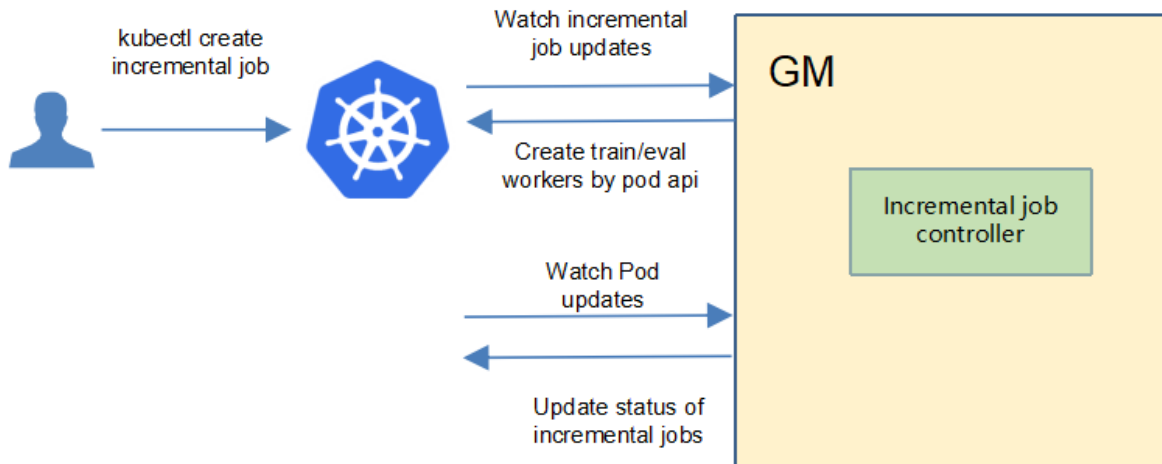 kubectl create
incremental job
Watch incremental
job updates
Create train/eval
workers by pod api
Watch Pod
updates
Update status of
incremental jobs
GM
Incremental job
controller